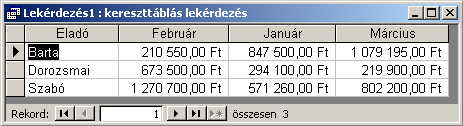 Lekérdezés1 : kereszttáblás lekérdezés
Eladó Február Január Március
Barta 210 550,00 Ft 847 500,00 Ft 1 079 195,00 Ft
Dorozsmai 673 500,00 Ft 294 100,00 Ft 219 900,00 Ft
Szabó 1 270 700,00 Ft 571 260,00 Ft 802 200,00 Ft
Rekord: 1 összesen 3